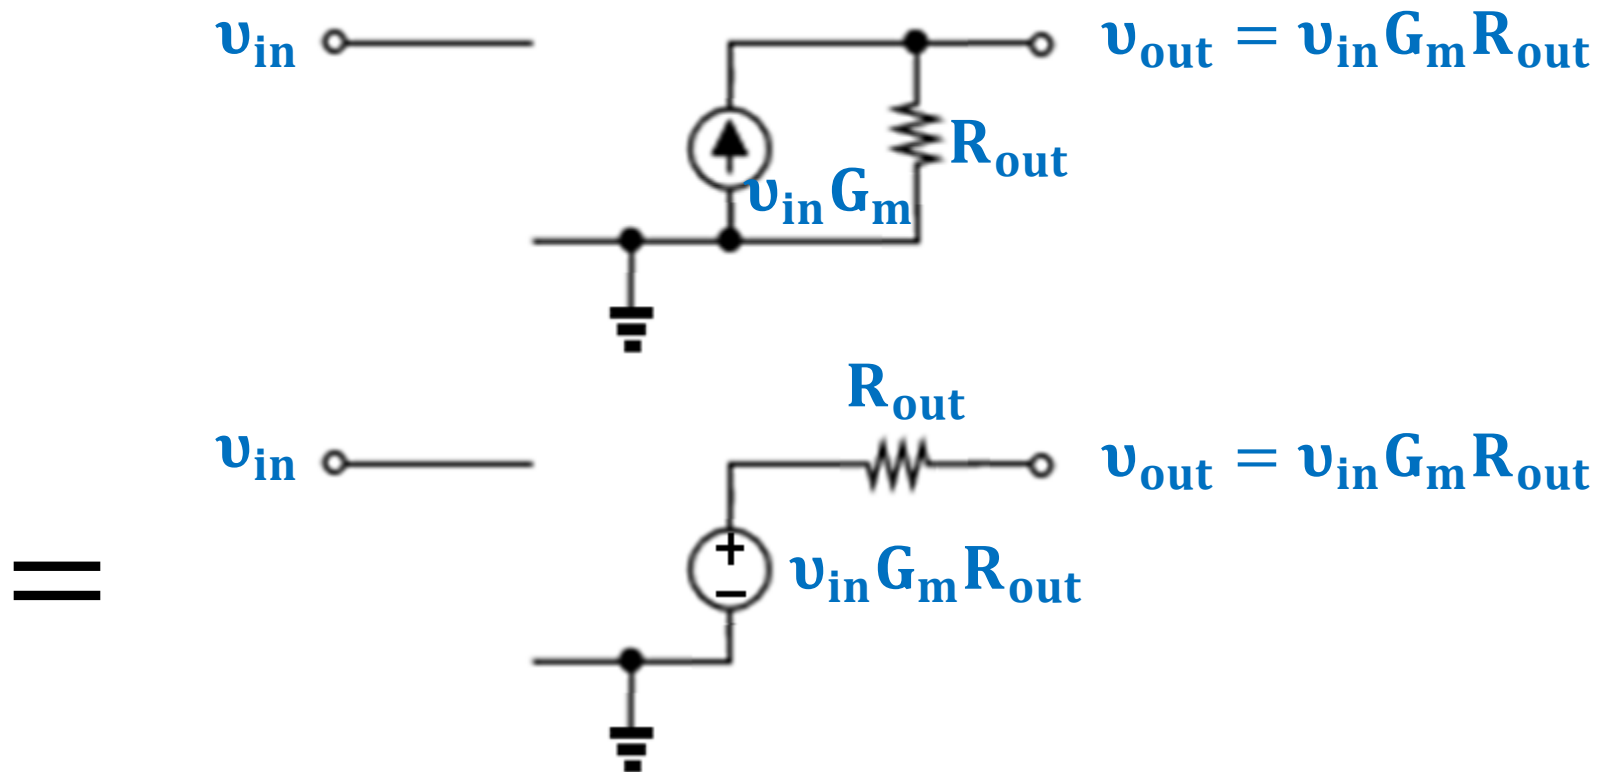 υin
υout = υinGmRout
Rout
υinGm
Rout
υin
υout = υinGmRout
=
υinGmRout